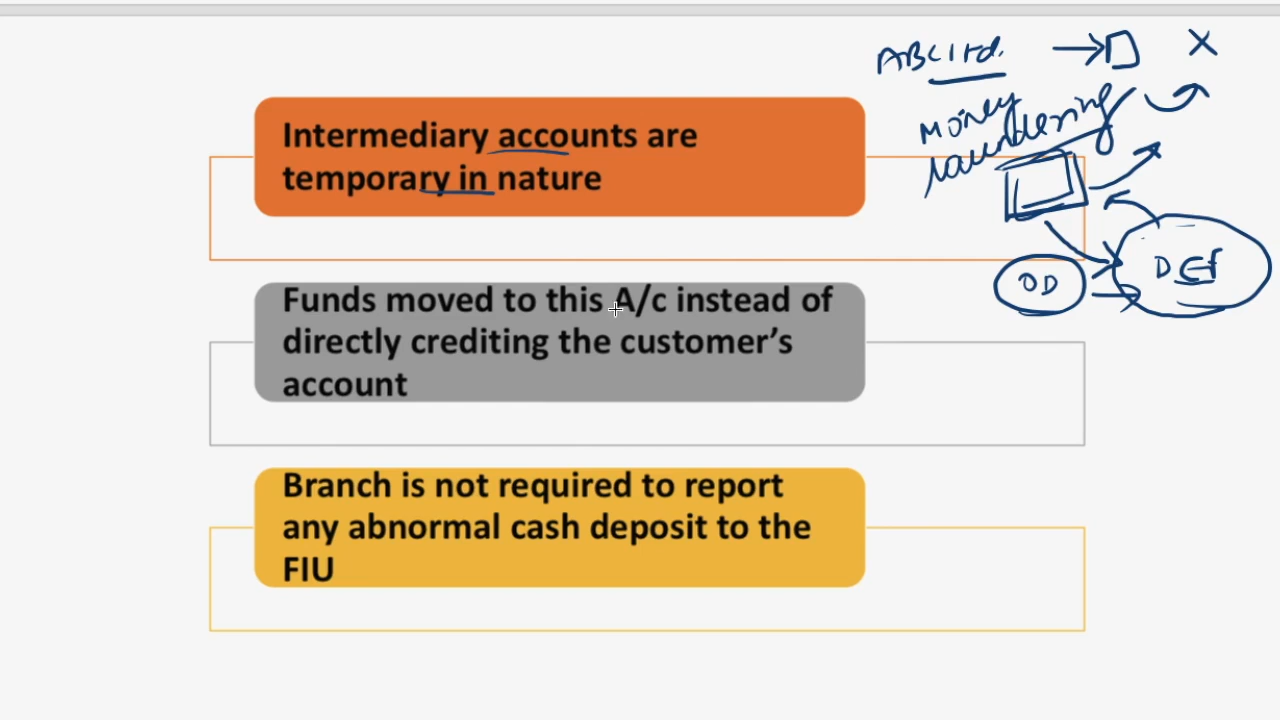 ABC Ltd. → D X
Money
laundering
Intermediary accounts are
temporary in nature
OD
DEF
Funds moved to this A/c instead of
directly crediting the customer’s
account
Branch is not required to report
any abnormal cash deposit to the
FIU